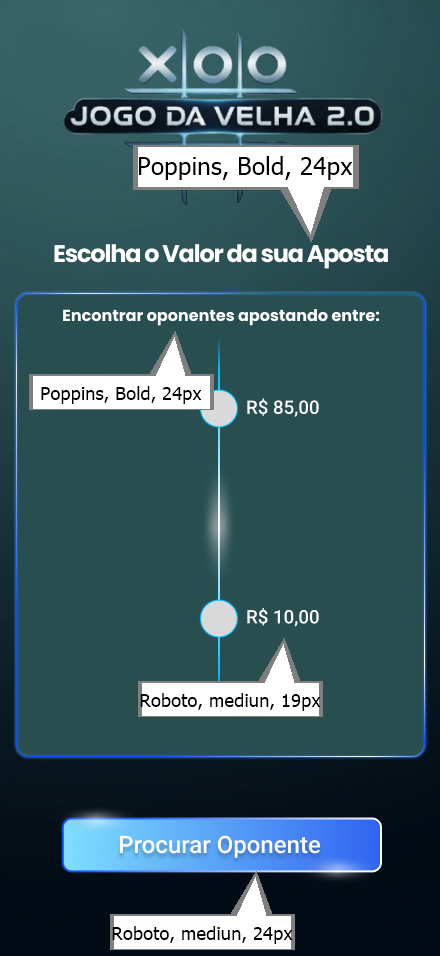 XOO
JOGO DA VELHA 2.0
Poppins, Bold, 24px
Escolha o Valor da sua Aposta
Encontrar oponentes apostando entre:
Poppins, Bold, 24px
R$ 85,00
R$ 10,00
Roboto, mediun, 19px
Procurar Oponente
Roboto, mediun, 24px